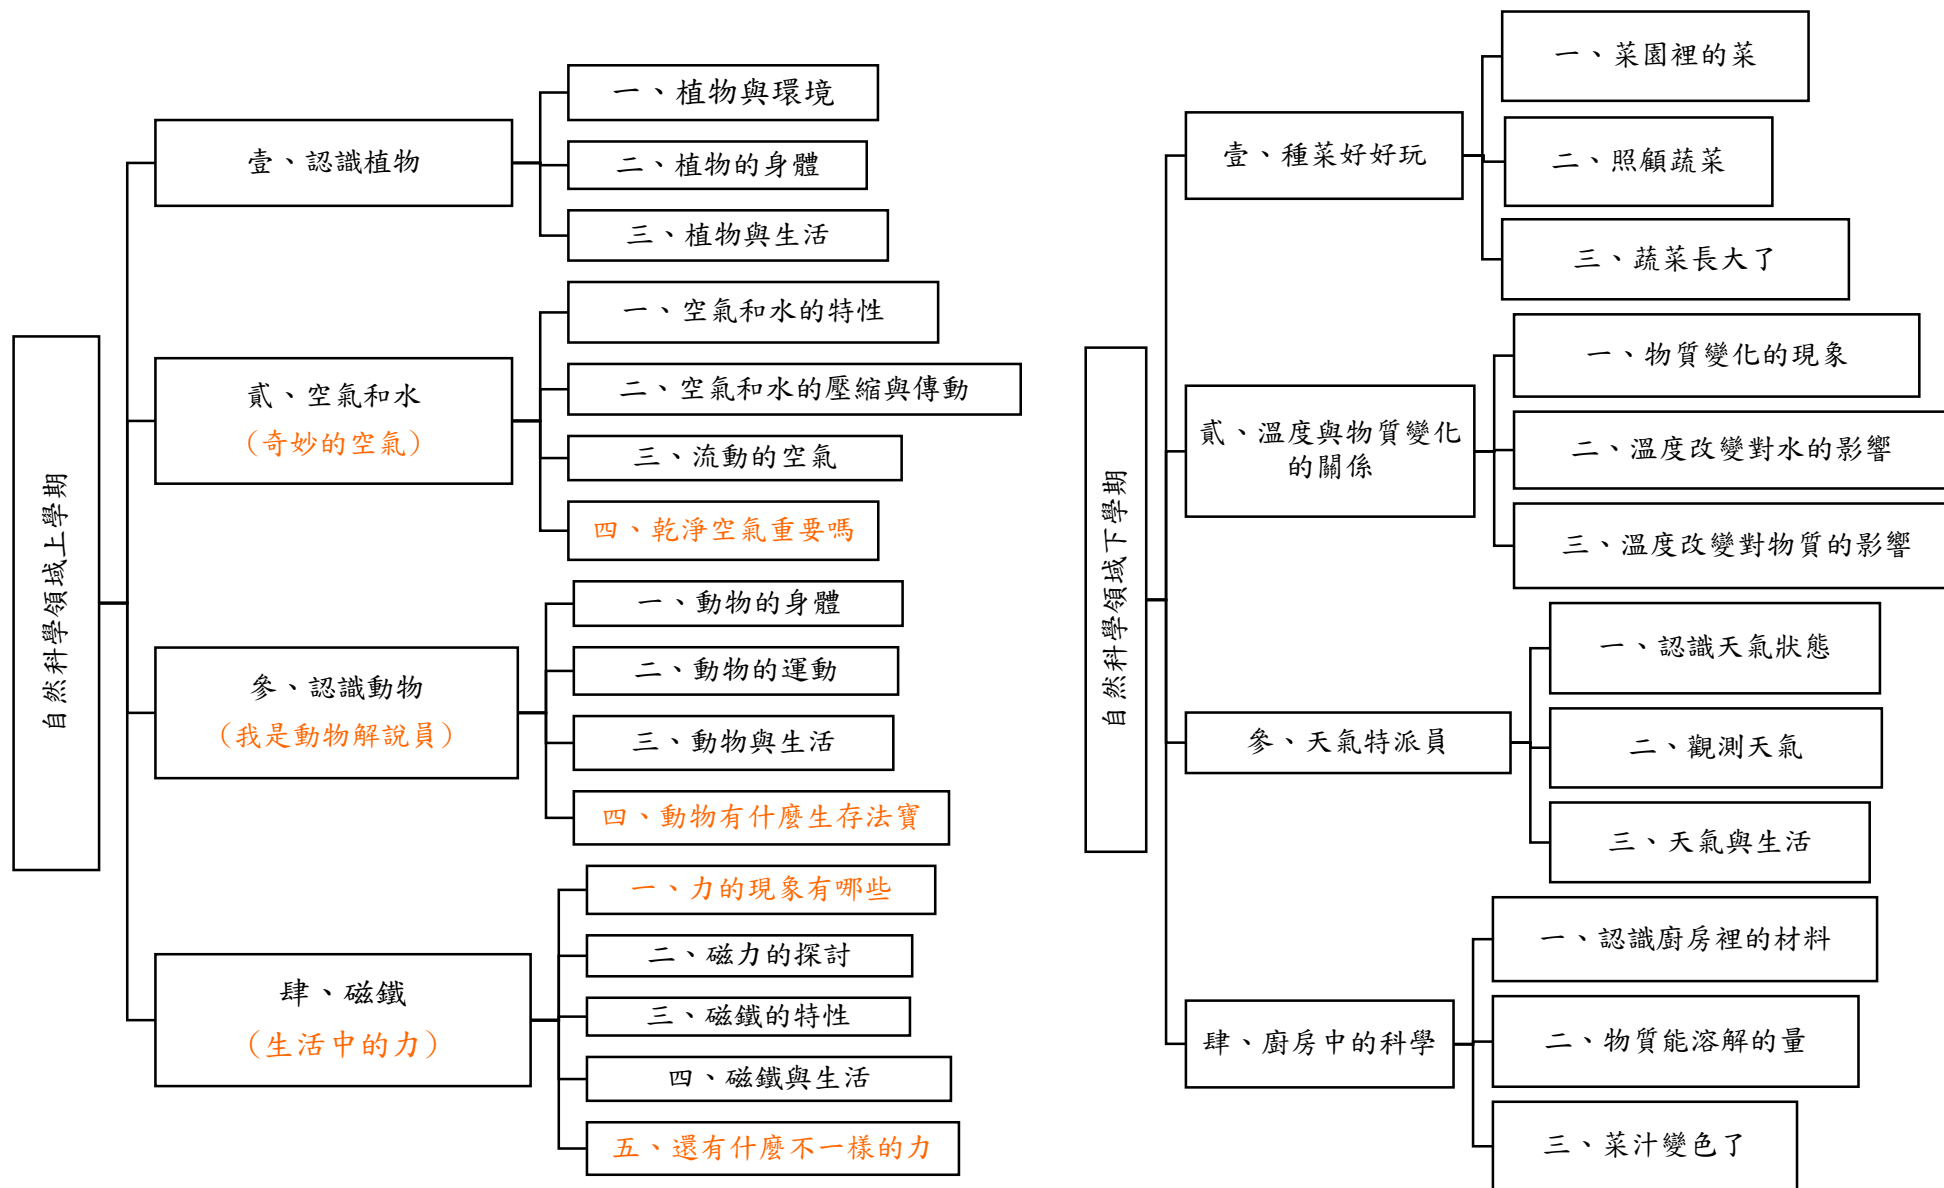 自然科學領域上學期
壹、認識植物
一、植物與環境
二、植物的身體
三、植物與生活
貳、空氣和水
（奇妙的空氣）
一、空氣和水的特性
二、空氣和水的壓縮與傳動
三、流動的空氣
四、乾淨空氣重要嗎
參、認識動物
（我是動物解說員）
一、動物的身體
二、動物的運動
三、動物與生活
四、動物有什麼生存法寶
肆、磁鐵
（生活中的力）
一、力的現象有哪些
二、磁力的探討
三、磁鐵的特性
四、磁鐵與生活
五、還有什麼不一樣的力
自然科學領域下學期
壹、種菜好好玩
一、菜園裡的菜
二、照顧蔬菜
三、蔬菜長大了
貳、溫度與物質變化
的關係
一、物質變化的現象
二、溫度改變對水的影響
三、溫度改變對物質的影響
參、天氣特派員
一、認識天氣狀態
二、觀測天氣
三、天氣與生活
肆、廚房中的科學
一、認識廚房裡的材料
二、物質能溶解的量
三、菜汁變色了